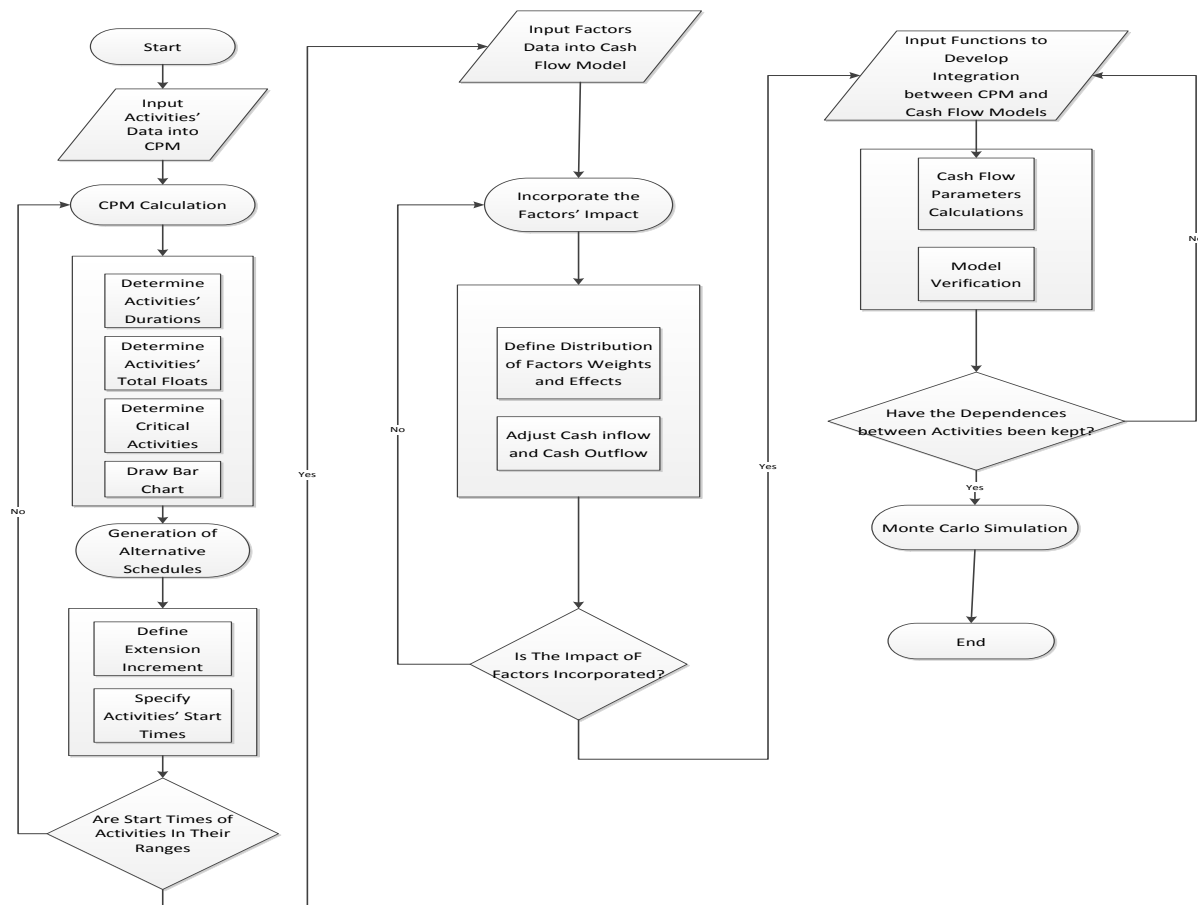 Start
Input
Activities'
Data into
CPM
CPM Calculation
Determine
Activities'
Durations
Determine
Activities'
Total Floats
Determine
Critical
Activities
Draw Bar
Chart
No
Generation of
Alternative
Schedules
Define
Extension
Increment
Specify
Activities' Start
Times
Are Start Times of
Activities In Their
Ranges
Yes
Input Factors
Data into Cash
Flow Model
Incorporate the
Factors' Impact
Define Distribution
of Factors Weights
and Effects
Adjust Cash inflow
and Cash Outflow
No
Is The Impact oF
Factors Incorporated?
Yes
Input Functions to
Develop
Integration
between CPM and
Cash Flow Models
Cash Flow
Parameters
Calculations
Model
Verification
Have the Dependences
between Activities been kept?
Yes
Monte Carlo Simulation
End